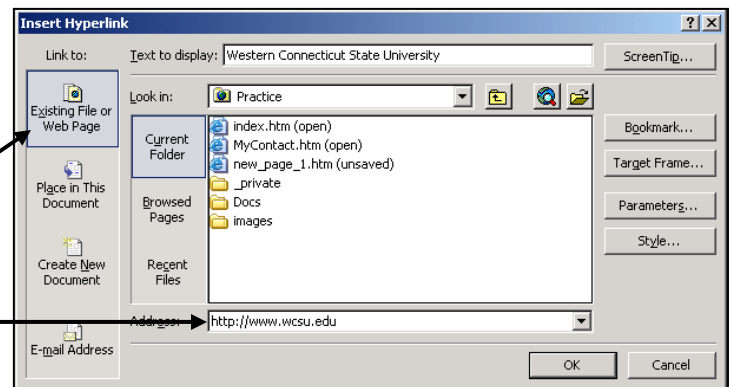 Insert Hyperlink
Link to:
Text to display: Western Connecticut State University
ScreenTip...
Existing File or
Web Page
Place in This
Document
Create New
Document
E-mail Address
Look in: Practice
Current
Folder
Browsed
Pages
Recent
Files
index.htm (open)
MyContact.htm (open)
new_page_1.htm (unsaved)
_private
Docs
images
Bookmark...
Target Frame...
Parameters...
Style...
Address: http://www.wcsu.edu
OK
Cancel